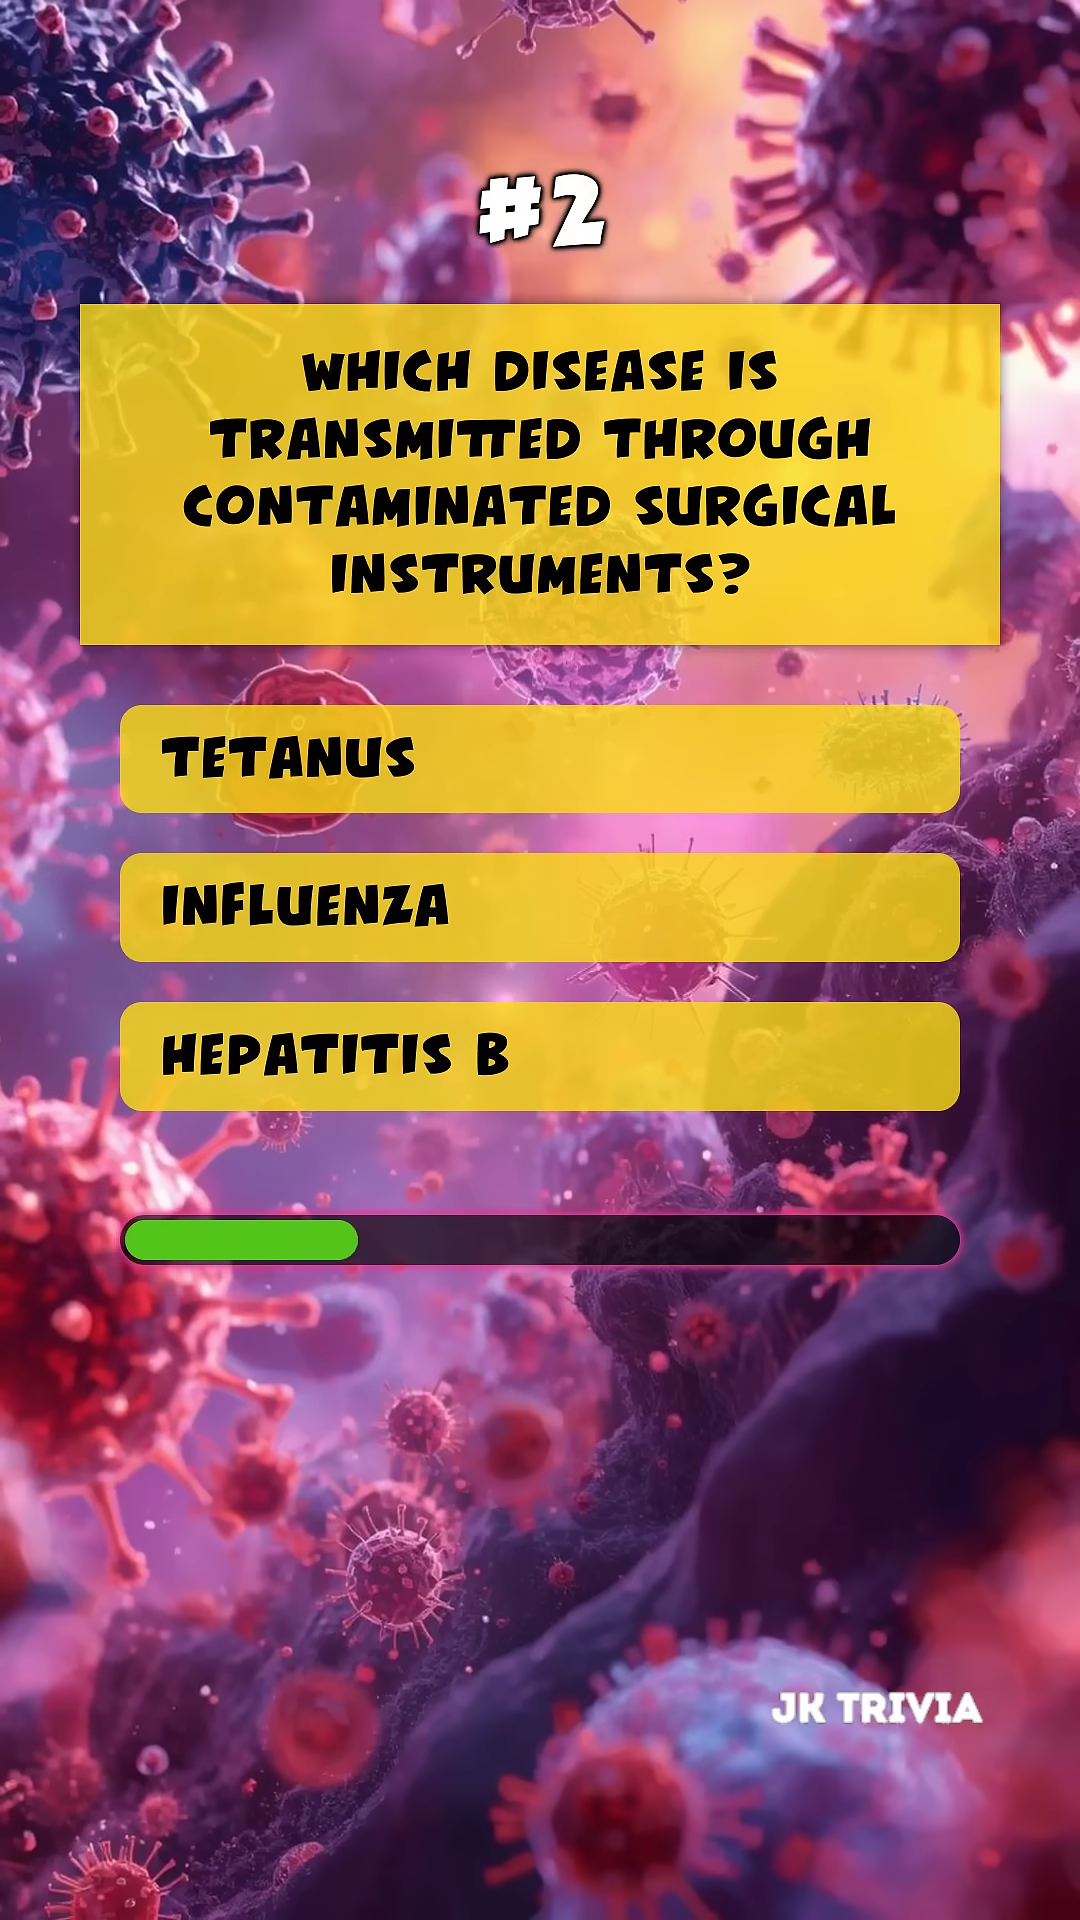 #2
WHICH DISEASE IS
TRANSMITTED THROUGH
CONTAMINATED SURGICAL
INSTRUMENTS?
TETANUS
INFLUENZA
HEPATITIS B
JK TRIVIA